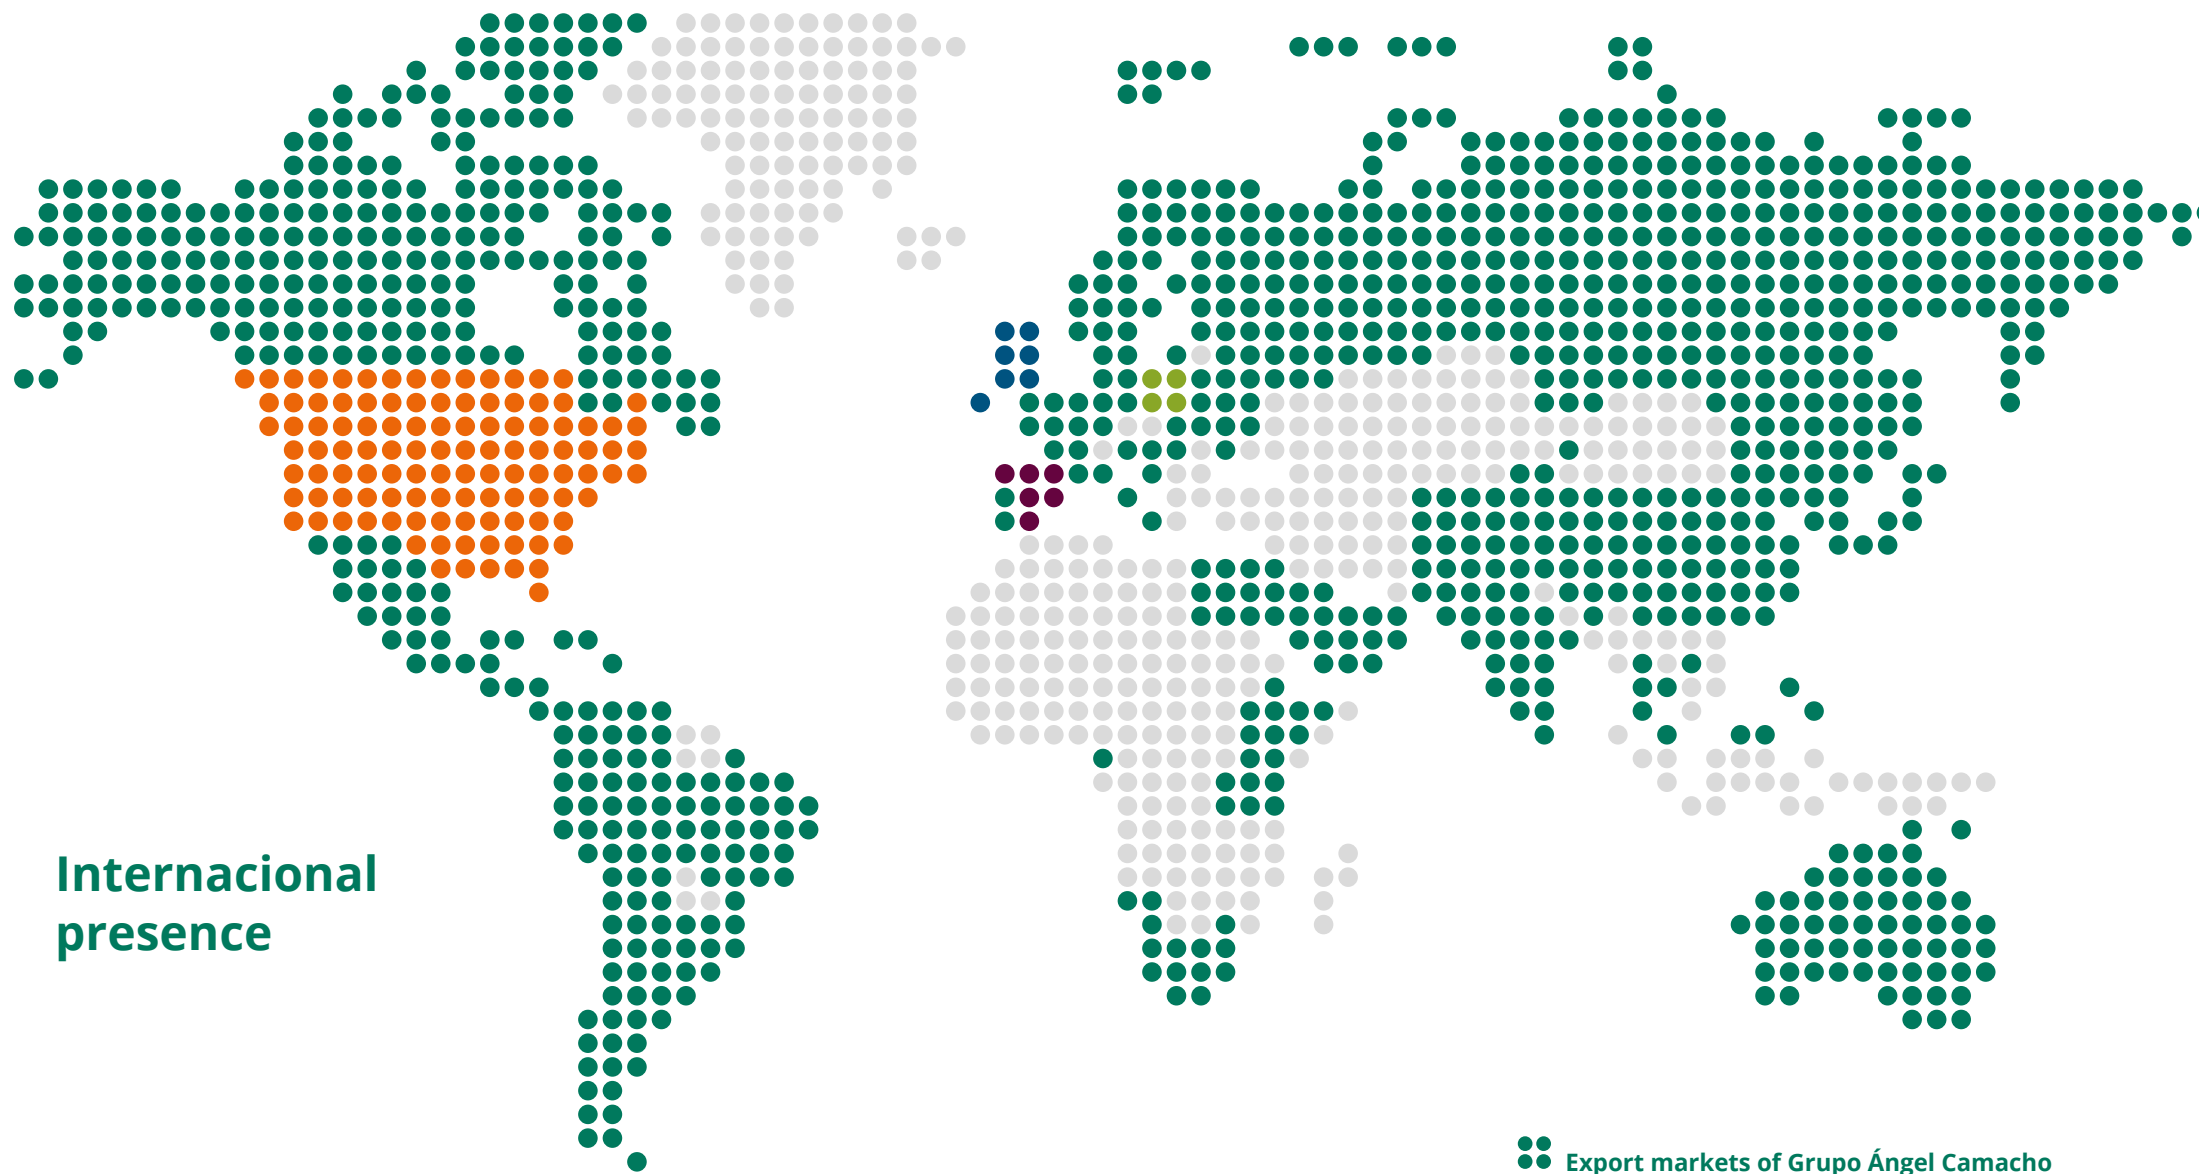 Internacional
presence
Export markets of Grupo Ángel Camacho